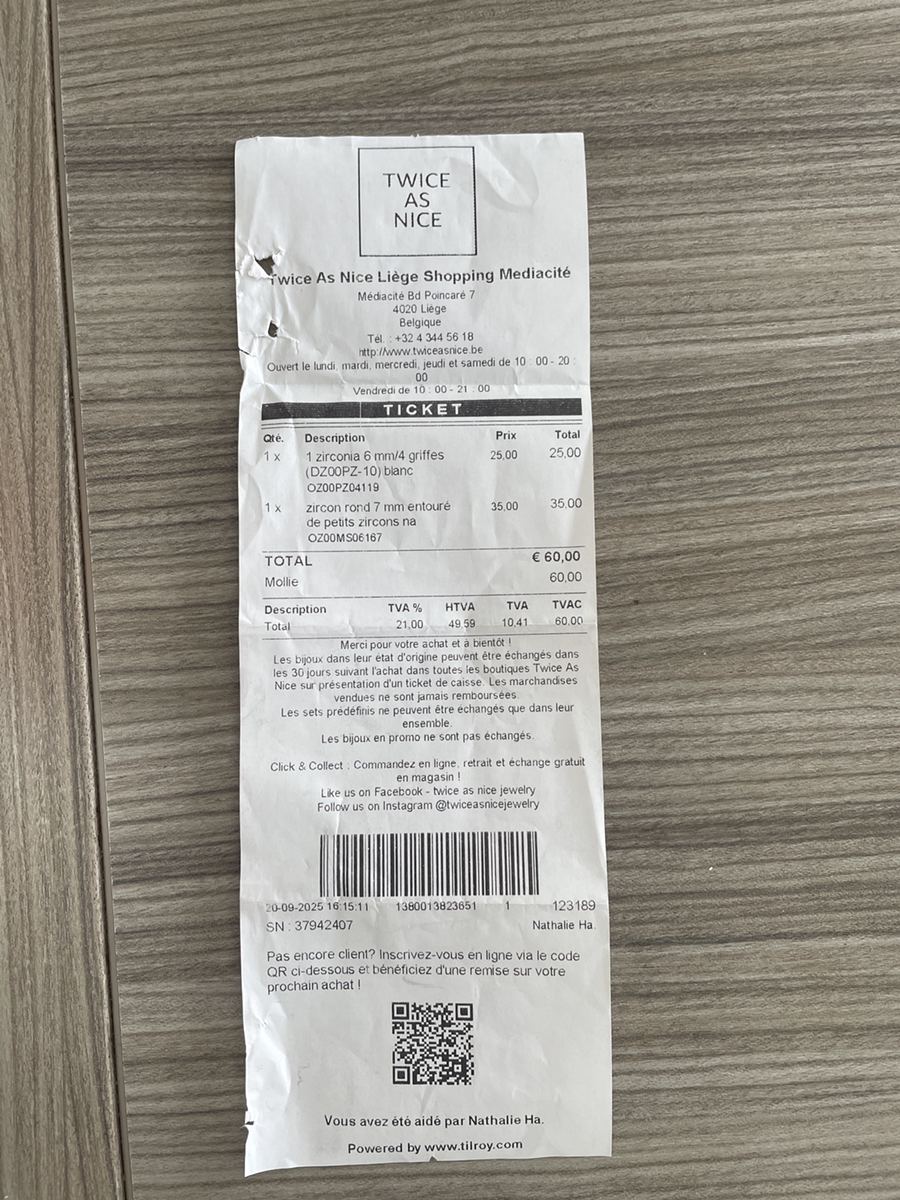 TWICE
AS
NICE
Twice As Nice Liège Shopping Mediacité
Médiacité Bd Poincaré 7
4020 Liège
Belgique
Tél. : +32 4 344 56 18
http://www.twiceasnice.be
Ouvert le lundi, mardi, mercredi, jeudi et samedi de 10 : 00 - 20 :
00
Vendredi de 10 : 00 - 21 : 00
TICKET
Qté. Description Prix Total
1 x 1 zirconia 6 mm/4 griffes 25,00 25,00
(DZ00PZ-10) blanc
OZ00PZ04119
1 x zircon rond 7 mm entouré 35,00 35,00
de petits zircons na
OZ00MS06167
TOTAL € 60,00
Mollie 60,00
Description TVA % HTVA TVA TVAC
Total 21,00 49,59 10,41 60,00
Merci pour votre achat et à bientôt !
Les bijoux dans leur état d'origine peuvent être échangés dans
les 30 jours suivant l'achat dans toutes les boutiques Twice As
Nice sur présentation d'un ticket de caisse. Les marchandises
vendues ne sont jamais remboursées.
Les sets prédéfinis ne peuvent être échangés que dans leur
ensemble.
Les bijoux en promo ne sont pas échangés.
Click & Collect : Commandez en ligne, retrait et échange gratuit
en magasin !
Like us on Facebook - twice as nice jewelry
Follow us on Instagram @twiceasnicejewelry
20-09-2025 16:15:11 1380013823651 1 123189
SN : 37942407 Nathalie Ha.
Pas encore client? Inscrivez-vous en ligne via le code
QR ci-dessous et bénéficiez d'une remise sur votre
prochain achat !
Vous avez été aidé par Nathalie Ha.
Powered by www.tilroy.com